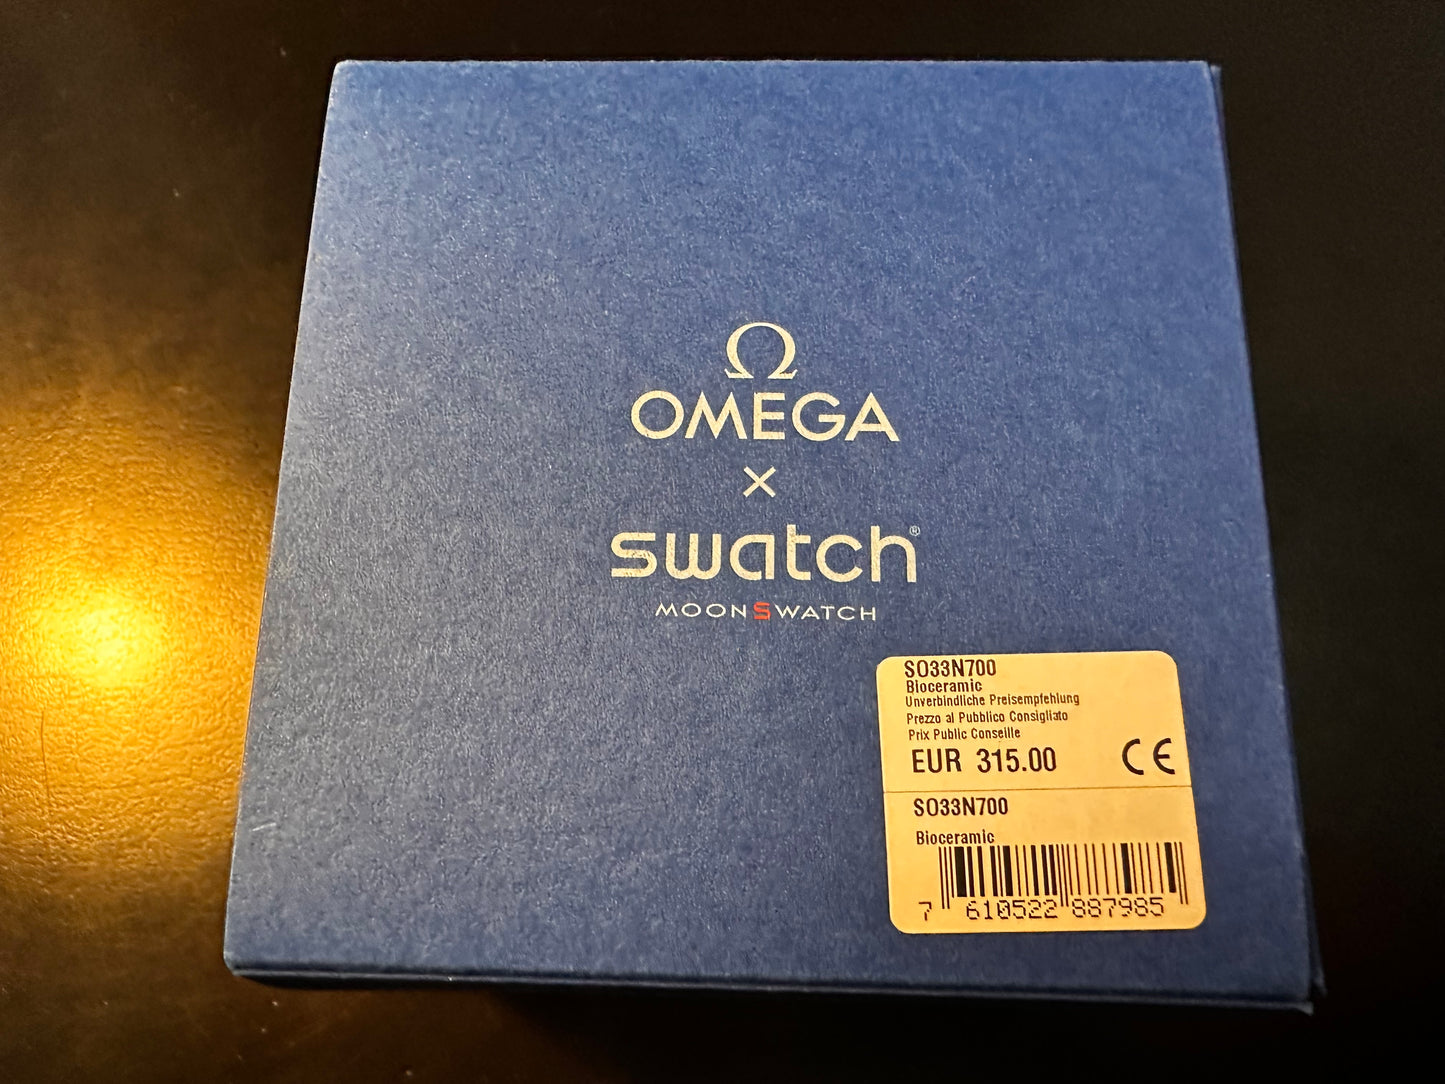 Ω
OMEGA
×
swatch®
MOONSWATCH
SO33N700
Bioceramic
Unverbindliche Preisempfehlung
Prezzo al Pubblico Consigliato
Prix Public Conseille
EUR 315.00 CE
SO33N700
Bioceramic
7 610522 887985